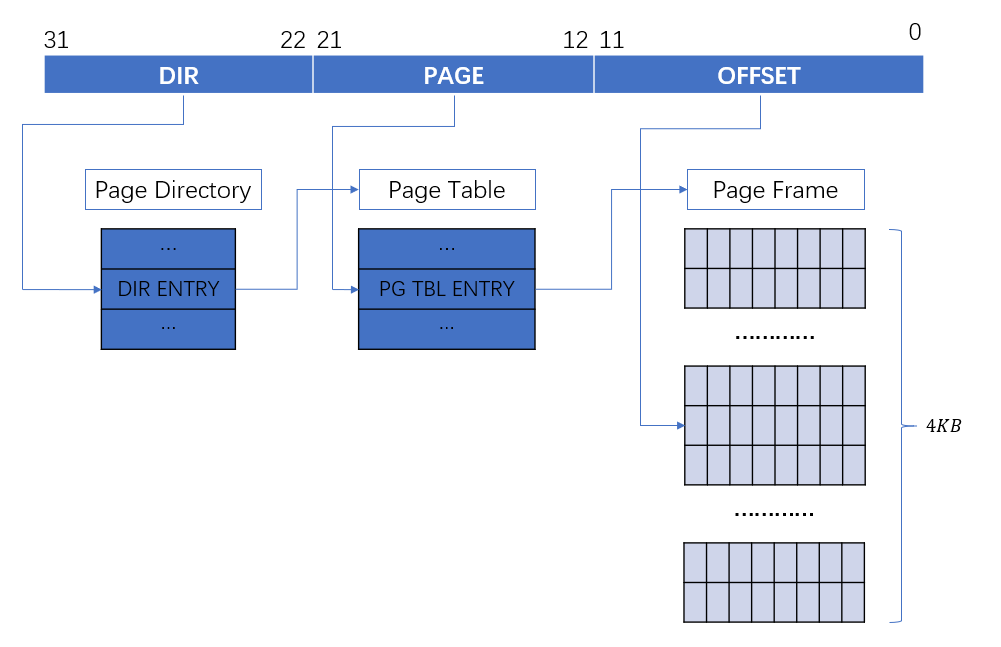 31 22 21 12 11 0
DIR PAGE OFFSET
Page Directory Page Table Page Frame
... ...
DIR ENTRY PG TBL ENTRY
... ...
............
4KB
............